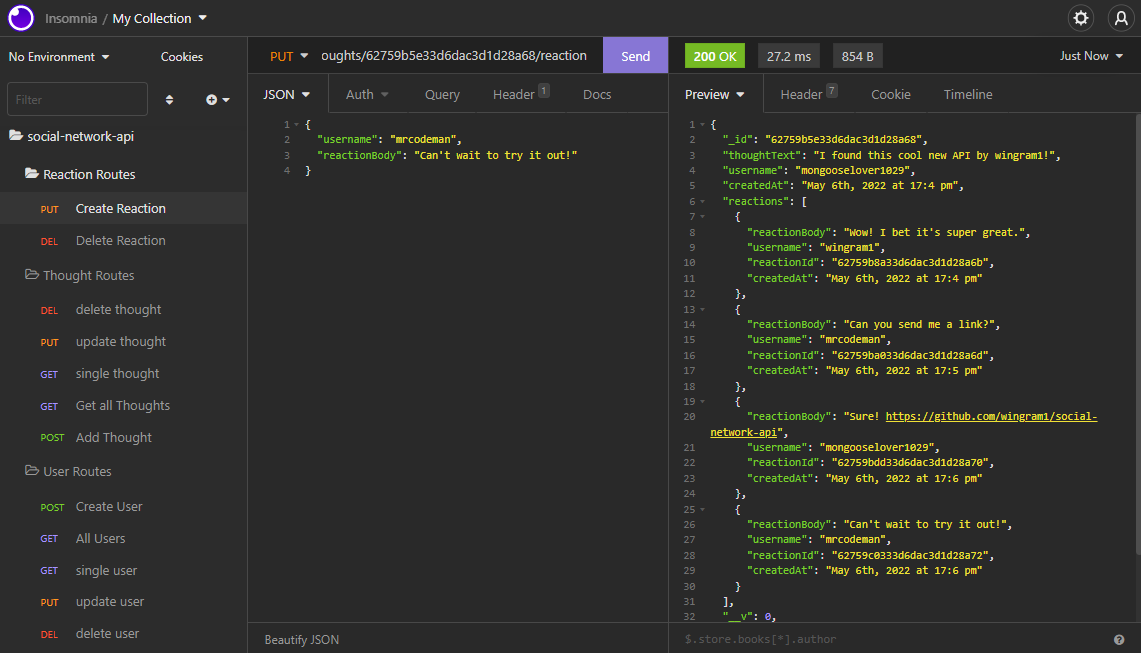 Insomnia / My Collection
No Environment
Cookies
Filter
social-network-api
Reaction Routes
PUT Create Reaction
DEL Delete Reaction
Thought Routes
DEL delete thought
PUT update thought
GET single thought
GET Get all Thoughts
POST Add Thought
User Routes
POST Create User
GET All Users
GET single user
PUT update user
DEL delete user
PUT oughts/62759b5e33d6dac3d1d28a68/reaction Send
JSON Auth Query Header 1 Docs
1 {
2 "username": "mrcodeman",
3 "reactionBody": "Can't wait to try it out!"
4 }
Beautify JSON
200 OK 27.2 ms 854 B Just Now
Preview Header 7 Cookie Timeline
1 {
2 "_id": "62759b5e33d6dac3d1d28a68",
3 "thoughtText": "I found this cool new API by wingram1!",
4 "username": "mongooselover1029",
5 "createdAt": "May 6th, 2022 at 17:4 pm",
6 "reactions": [
7 {
8 "reactionBody": "Wow! I bet it's super great.",
9 "username": "wingram1",
10 "reactionId": "62759b8a33d6dac3d1d28a6b",
11 "createdAt": "May 6th, 2022 at 17:4 pm"
12 },
13 {
14 "reactionBody": "Can you send me a link?",
15 "username": "mrcodeman",
16 "reactionId": "62759ba033d6dac3d1d28a6d",
17 "createdAt": "May 6th, 2022 at 17:5 pm"
18 },
19 {
20 "reactionBody": "Sure! https://github.com/wingram1/social-
network-api",
21 "username": "mongooselover1029",
22 "reactionId": "62759bdd33d6dac3d1d28a70",
23 "createdAt": "May 6th, 2022 at 17:6 pm"
24 },
25 {
26 "reactionBody": "Can't wait to try it out!",
27 "username": "mrcodeman",
28 "reactionId": "62759c0333d6dac3d1d28a72",
29 "createdAt": "May 6th, 2022 at 17:6 pm"
30 }
31 ],
32 "__v": 0,
$.store.books[*].author